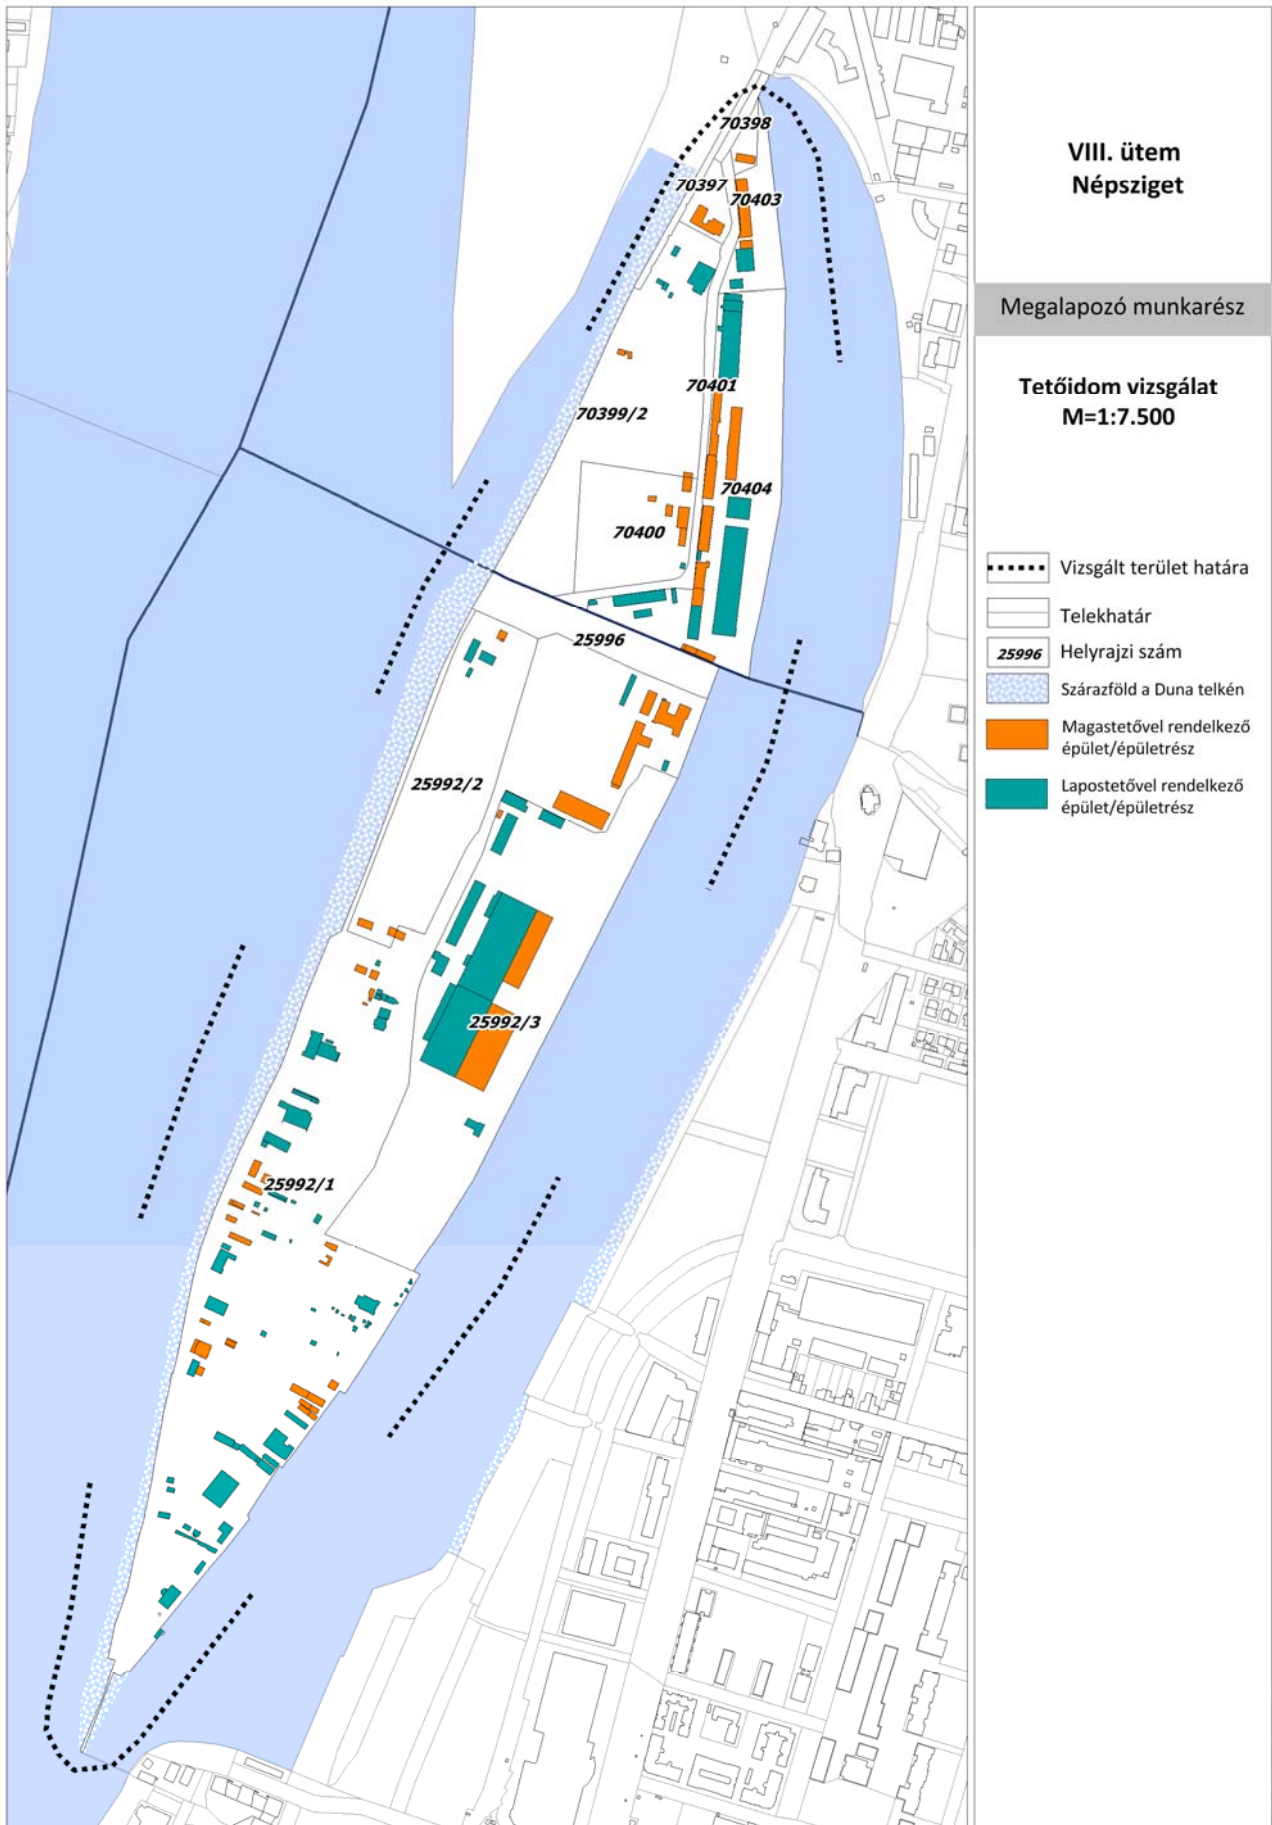 70398
70397
70403
70401
70399/2
70404
70400
25996
25992/2
25992/3
25992/1
VIII. ütem
Népsziget
Megalapozó munkarész
Tetőidom vizsgálat
M=1:7.500
Vizsgált terület határa
Telekhatár
25996 Helyrajzi szám
Szárazföld a Duna telkén
Magastetővel rendelkező
épület/épületrész
Lapostetővel rendelkező
épület/épületrész